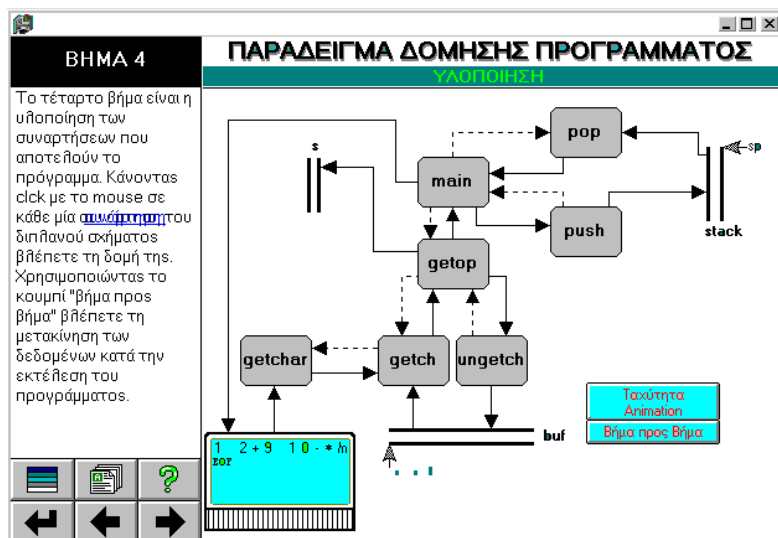 ΒΗΜΑ 4
ΠΑΡΑΔΕΙΓΜΑ ΔΟΜΗΣΗΣ ΠΡΟΓΡΑΜΜΑΤΟΣ
ΥΛΟΠΟΙΗΣΗ
Το τέταρτο βήμα είναι η
υλοποίηση των
συναρτήσεων που
αποτελούν το
πρόγραμμα. Κάνοντας
clck με το mouse σε
κάθε μία συνάρτηση του
διπλανού σχήματος
βλέπετε τη δομή της.
Χρησιμοποιώντας το
κουμπί "βήμα προς
βήμα" βλέπετε τη
μετακίνηση των
δεδομένων κατά την
εκτέλεση του
προγράμματος.
s
main
pop
sp
push
stack
getop
getchar
getch
ungetch
buf
1 2+9 10-* /n
Ταχύτητα
Animation
Βήμα προς Βήμα